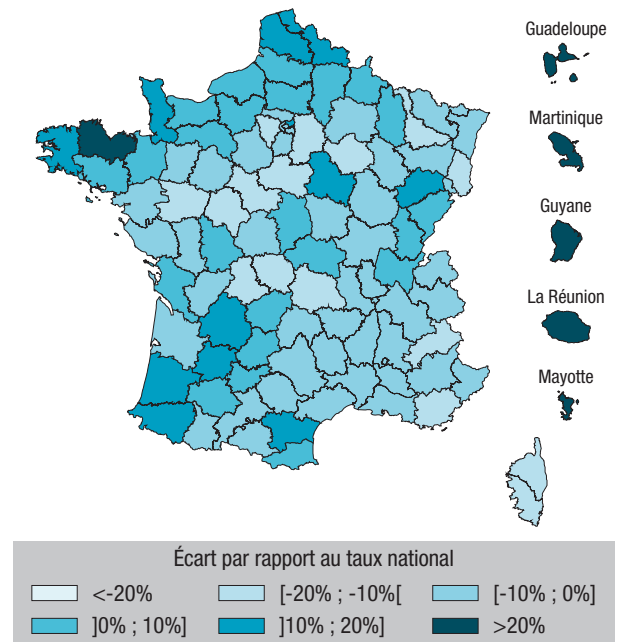 Guadeloupe
Martinique
Guyane
La Réunion
Mayotte
Écart par rapport au taux national
<-20% [-20% ; -10%[ [-10% ; 0%]
]0% ; 10%] ]10% ; 20%] >20%